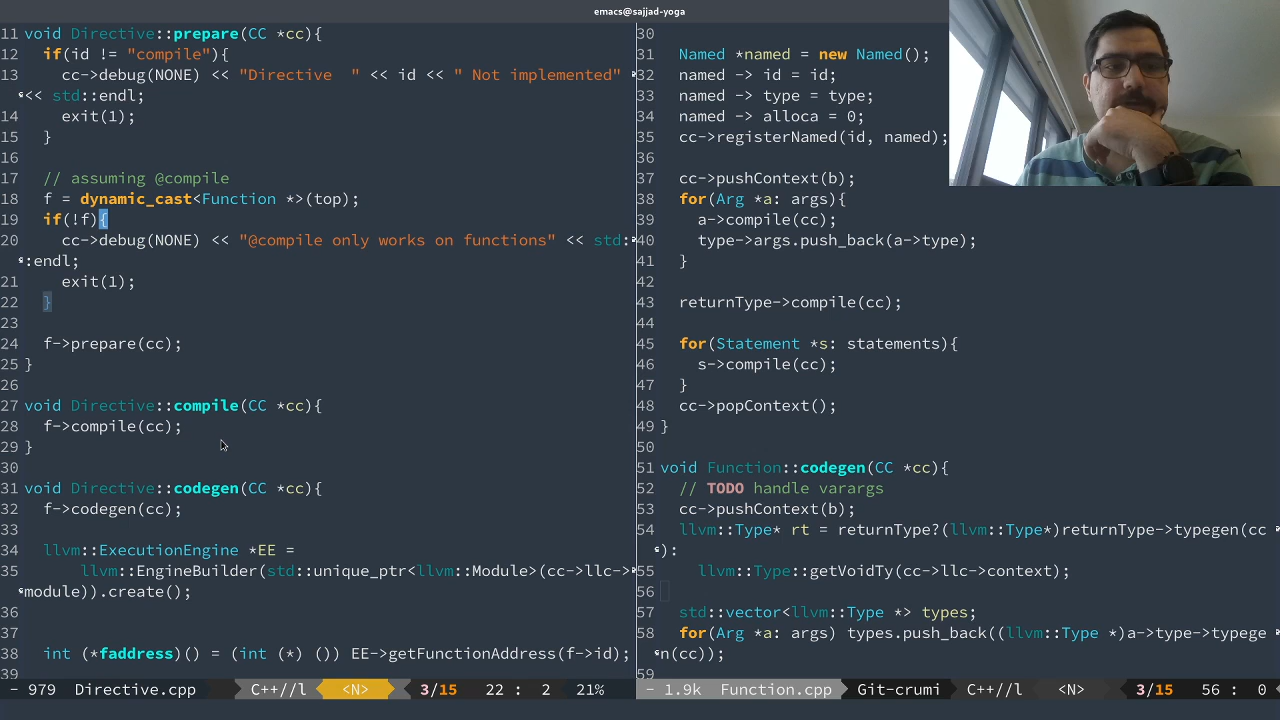 emacs@sajjad-yoga
11 void Directive::prepare(CC *cc){
12   if(id != "compile"){
13     cc->debug(NONE) << "Directive  " << id << " Not implemented"
<< std::endl;
14     exit(1);
15   }
16
17   // assuming @compile
18   f = dynamic_cast<Function *>(top);
19   if(!f){
20     cc->debug(NONE) << "@compile only works on functions" << std:
:endl;
21     exit(1);
22   }
23
24   f->prepare(cc);
25 }
26
27 void Directive::compile(CC *cc){
28   f->compile(cc);
29 }
30
31 void Directive::codegen(CC *cc){
32   f->codegen(cc);
33
34   llvm::ExecutionEngine *EE =
35       llvm::EngineBuilder(std::unique_ptr<llvm::Module>(cc->llc->
module)).create();
36
37
38   int (*faddress)() = (int (*) ()) EE->getFunctionAddress(f->id);
39
- 979 Directive.cpp C++//l <N> 3/15 22 : 2 21%
30
31   Named *named = new Named();
32   named -> id = id;
33   named -> type = type;
34   named -> alloca = 0;
35   cc->registerNamed(id, named);
36
37   cc->pushContext(b);
38   for(Arg *a: args){
39     a->compile(cc);
40     type->args.push_back(a->type);
41   }
42
43   returnType->compile(cc);
44
45   for(Statement *s: statements){
46     s->compile(cc);
47   }
48   cc->popContext();
49 }
50
51 void Function::codegen(CC *cc){
52   // TODO handle varargs
53   cc->pushContext(b);
54   llvm::Type* rt = returnType?(llvm::Type*)returnType->typegen(cc
):
55     llvm::Type::getVoidTy(cc->llc->context);
56
57   std::vector<llvm::Type *> types;
58   for(Arg *a: args) types.push_back((llvm::Type *)a->type->typege
n(cc));
59
- 1.9k Function.cpp Git-crumi C++//l <N> 3/15 56 : 0